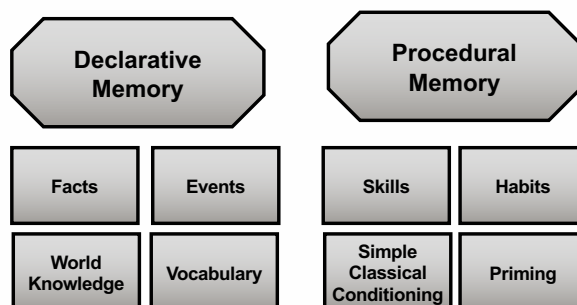 Declarative
Memory
Procedural
Memory
Facts
Events
Skills
Habits
World
Knowledge
Vocabulary
Simple
Classical
Conditioning
Priming